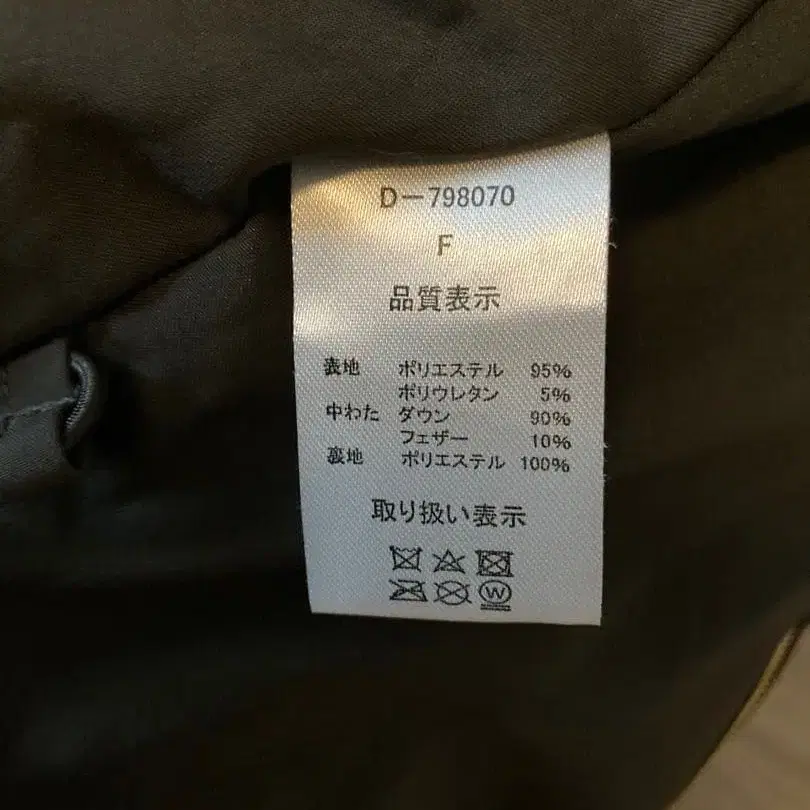 D-798070
F
品質表示
表地 ポリエステル 95%
ポリウレタン 5%
中わた ダウン 90%
フェザー 10%
裏地 ポリエステル 100%
取り扱い表示
W